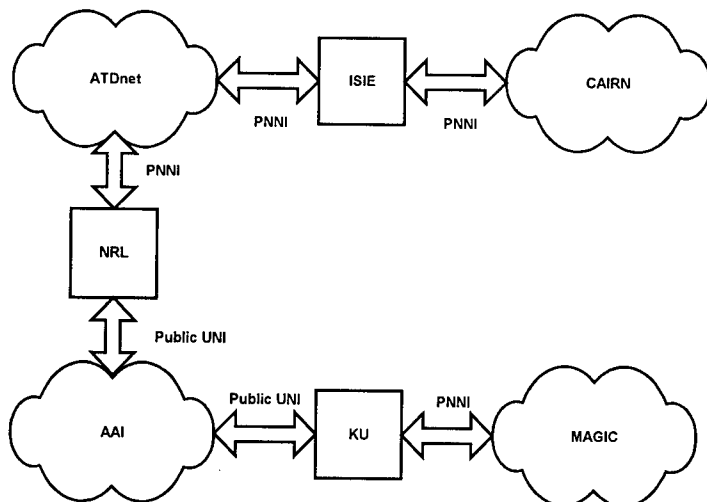 ATDnet
ISIE
CAIRN
PNNI
PNNI
PNNI
NRL
Public UNI
Public UNI
PNNI
AAI
KU
MAGIC